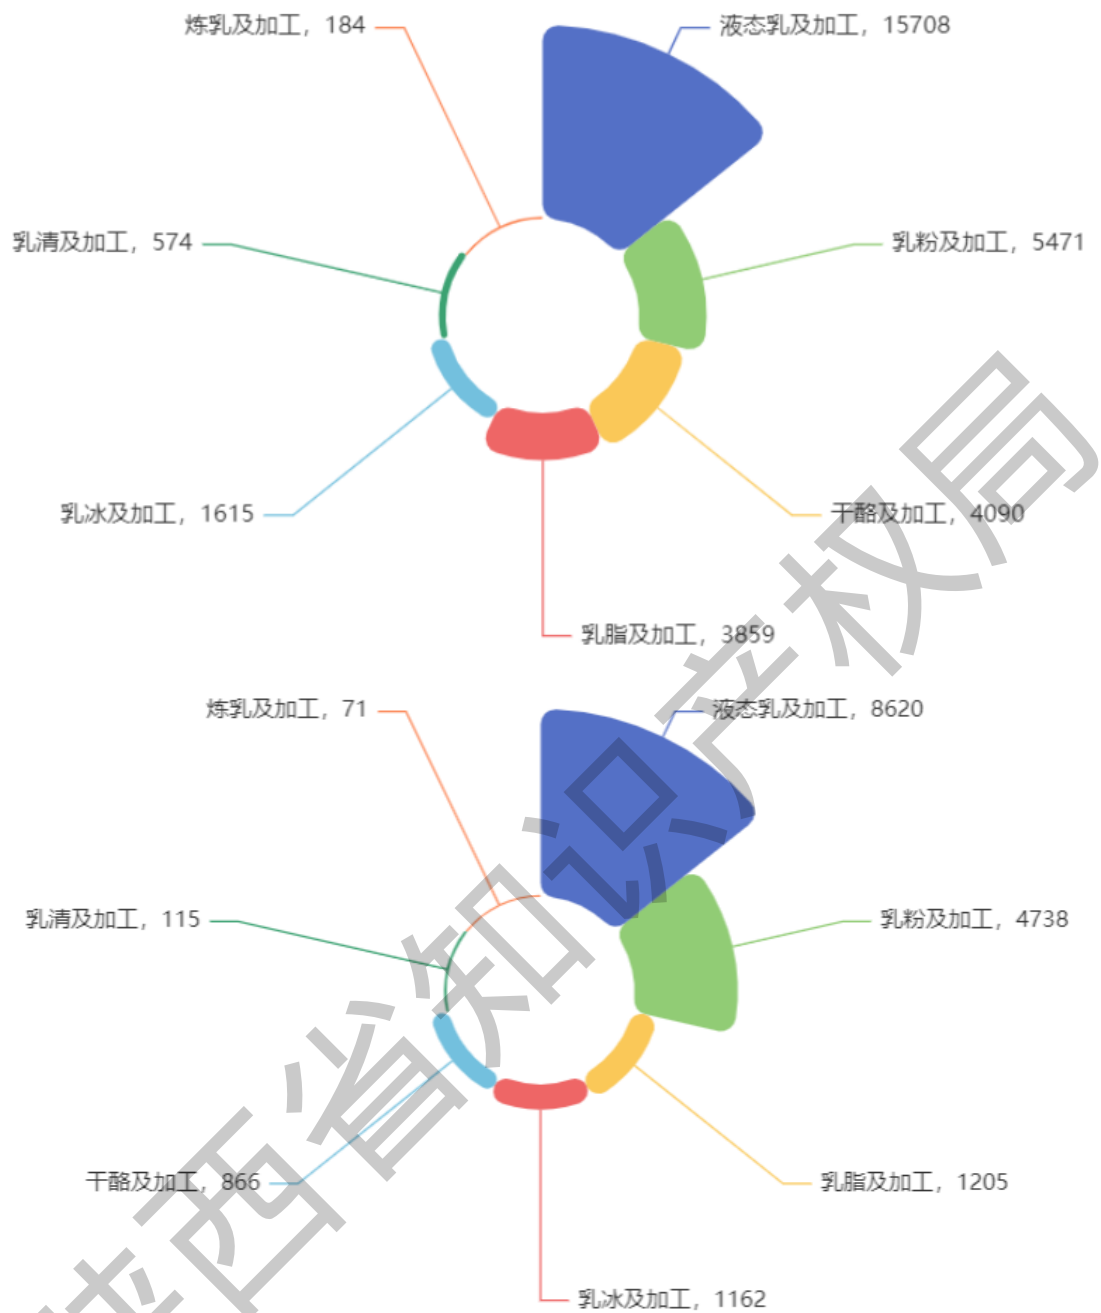 炼乳及加工，184
液态乳及加工，15708
乳清及加工，574
乳粉及加工，5471
乳冰及加工，1615
干酪及加工，4090
乳脂及加工，3859
炼乳及加工，71
液态乳及加工，8620
乳清及加工，115
乳粉及加工，4738
干酪及加工，866
乳脂及加工，1205
乳冰及加工，1162
陕西省知识产权局